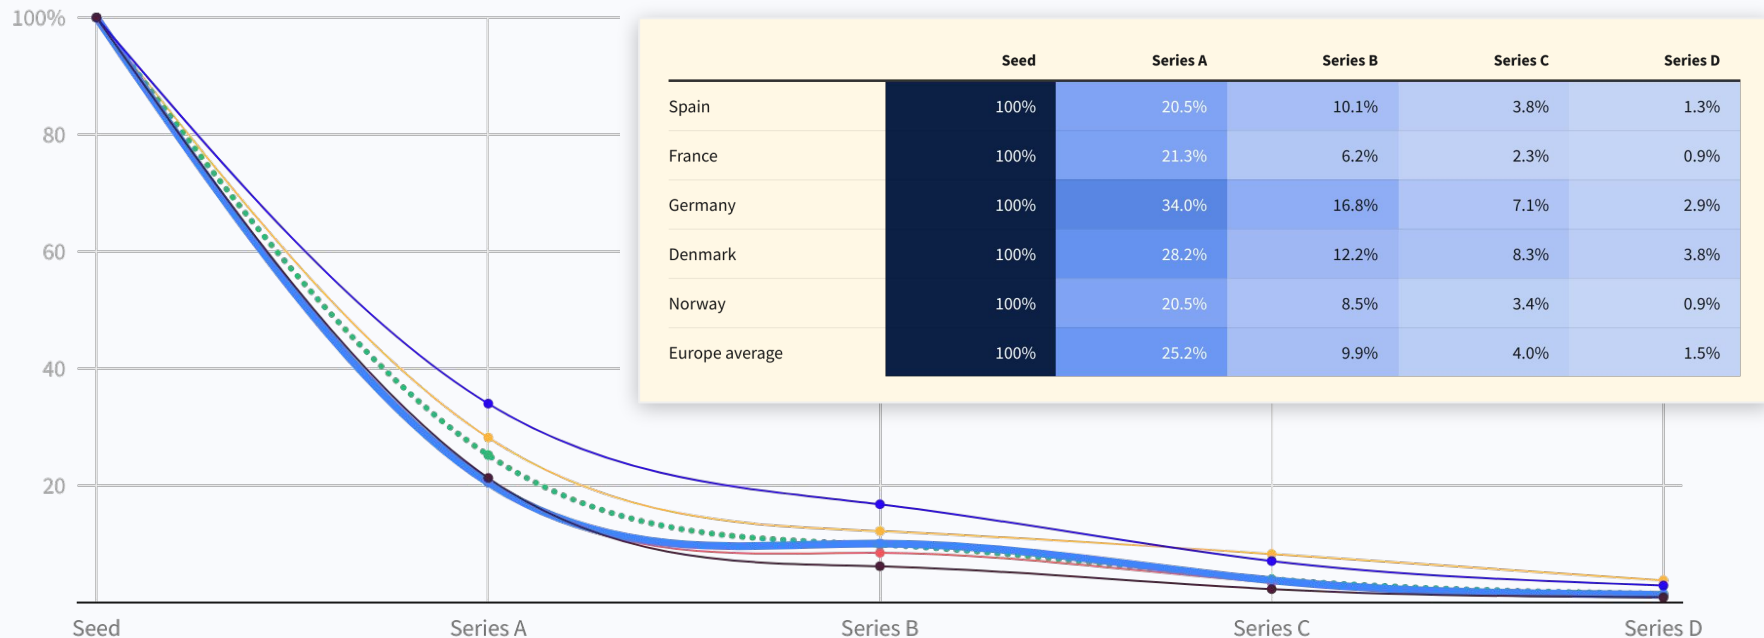 100%
80
60
40
20
Seed Series A Series B Series C Series D
Seed Series A Series B Series C Series D
Spain 100% 20.5% 10.1% 3.8% 1.3%
France 100% 21.3% 6.2% 2.3% 0.9%
Germany 100% 34.0% 16.8% 7.1% 2.9%
Denmark 100% 28.2% 12.2% 8.3% 3.8%
Norway 100% 20.5% 8.5% 3.4% 0.9%
Europe average 100% 25.2% 9.9% 4.0% 1.5%